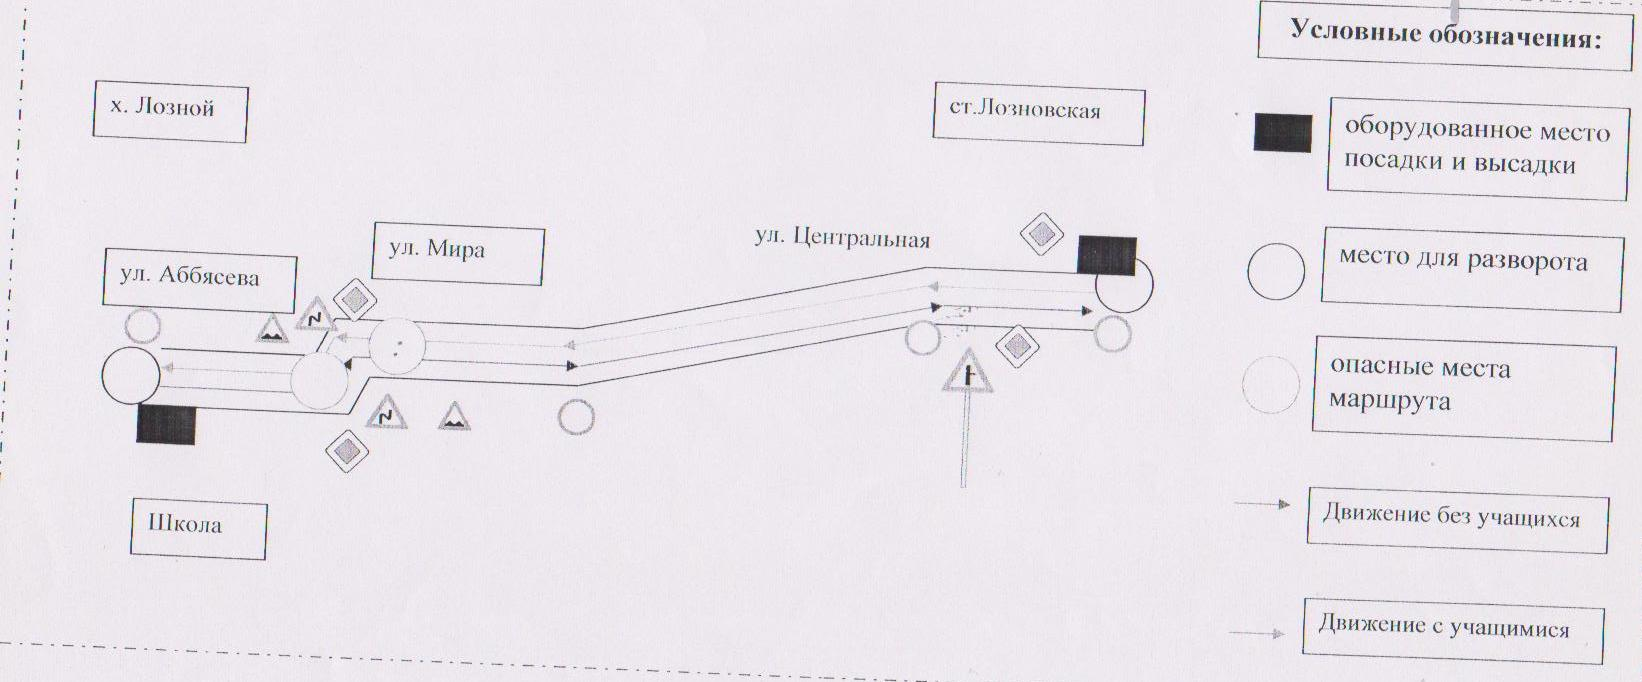 Условные обозначения:
х. Лозной
ст.Лозновская
оборудованное место
посадки и высадки
ул. Мира
ул. Центральная
ул. Аббясева
место для разворота
опасные места
маршрута
Школа
Движение без учащихся
Движение с учащимися